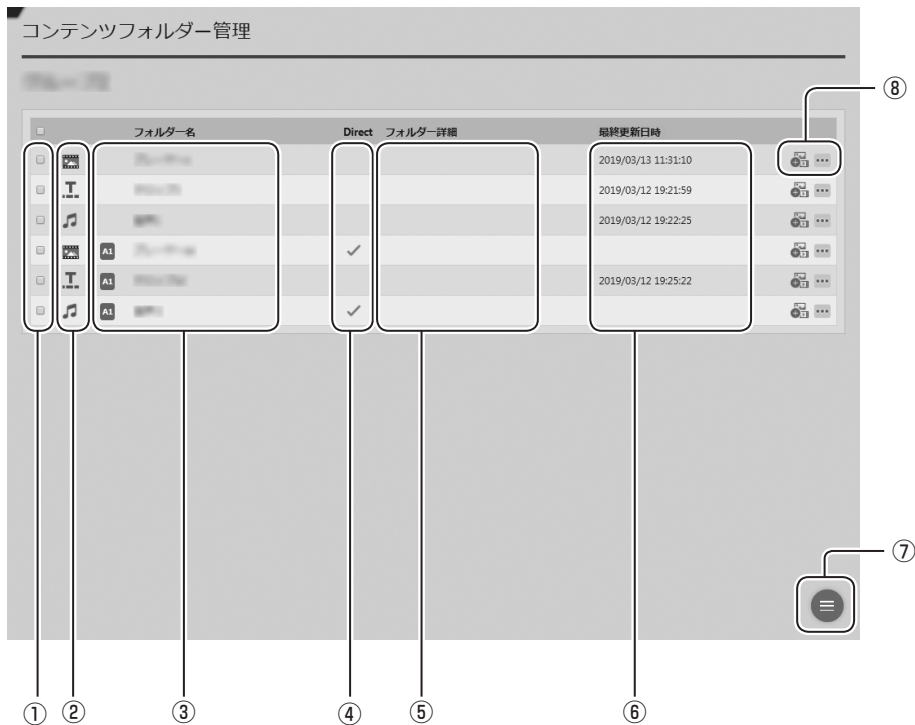 コンテンツフォルダー管理
⑧
フォルダー名 Direct フォルダー詳細 最終更新日時
2019/03/13 11:31:10
T 2019/03/12 19:21:59
2019/03/12 19:22:25
A1
T A1 2019/03/12 19:25:22
A1
⑦
① ② ③ ④ ⑤ ⑥